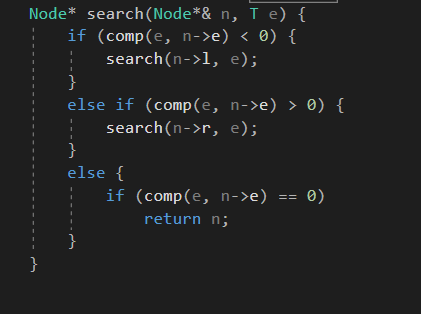 Node* search(Node*& n, T e) {
    if (comp(e, n->e) < 0) {
        search(n->l, e);
    }
    else if (comp(e, n->e) > 0) {
        search(n->r, e);
    }
    else {
        if (comp(e, n->e) == 0)
            return n;
    }
}